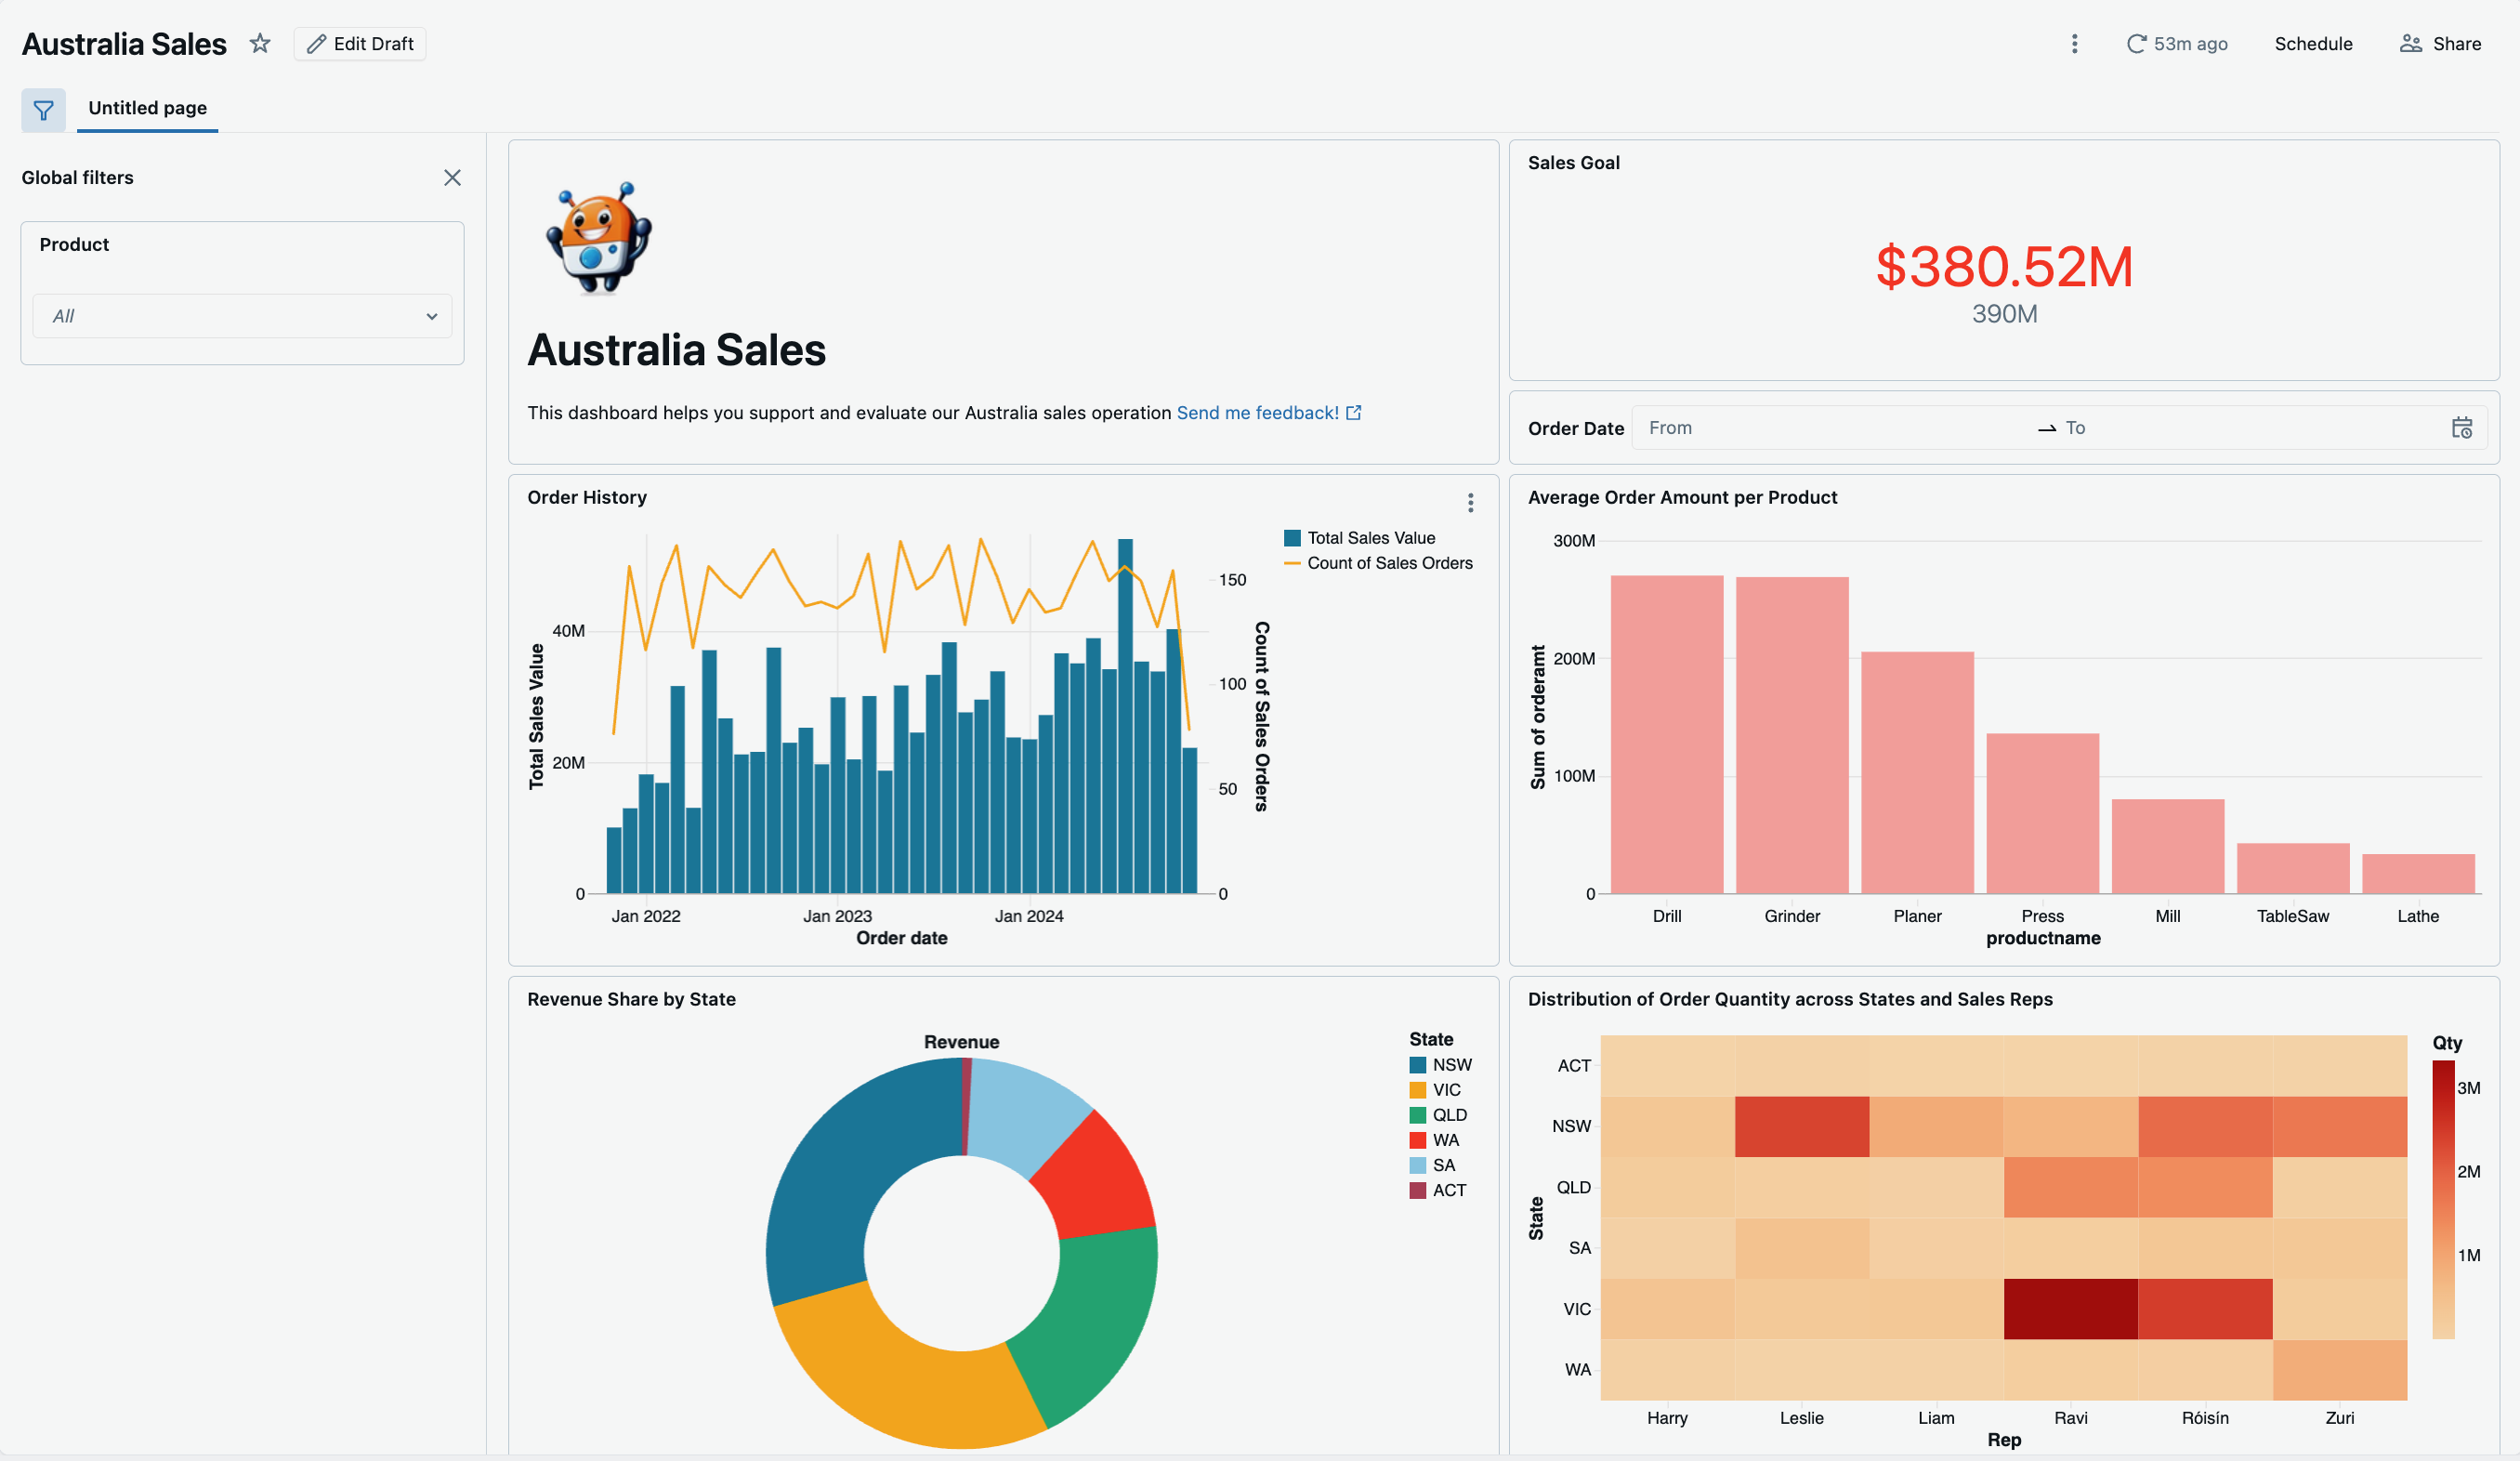 Australia Sales
Edit Draft
53m ago
Schedule
Share
Untitled page
Global filters
Product
All
Australia Sales
This dashboard helps you support and evaluate our Australia sales operation Send me feedback!
Sales Goal
$380.52M
390M
Order Date
From
To
Order History
Total Sales Value
Count of Sales Orders
Total Sales Value
40M
20M
0
150
100
50
0
Count of Sales Orders
Jan 2022
Jan 2023
Jan 2024
Order date
Average Order Amount per Product
Sum of orderamt
300M
200M
100M
0
Drill
Grinder
Planer
Press
Mill
TableSaw
Lathe
productname
Revenue Share by State
Revenue
State
NSW
VIC
QLD
WA
SA
ACT
Distribution of Order Quantity across States and Sales Reps
State
ACT
NSW
QLD
SA
VIC
WA
Harry
Leslie
Liam
Ravi
Róisín
Zuri
Rep
Qty
3M
2M
1M